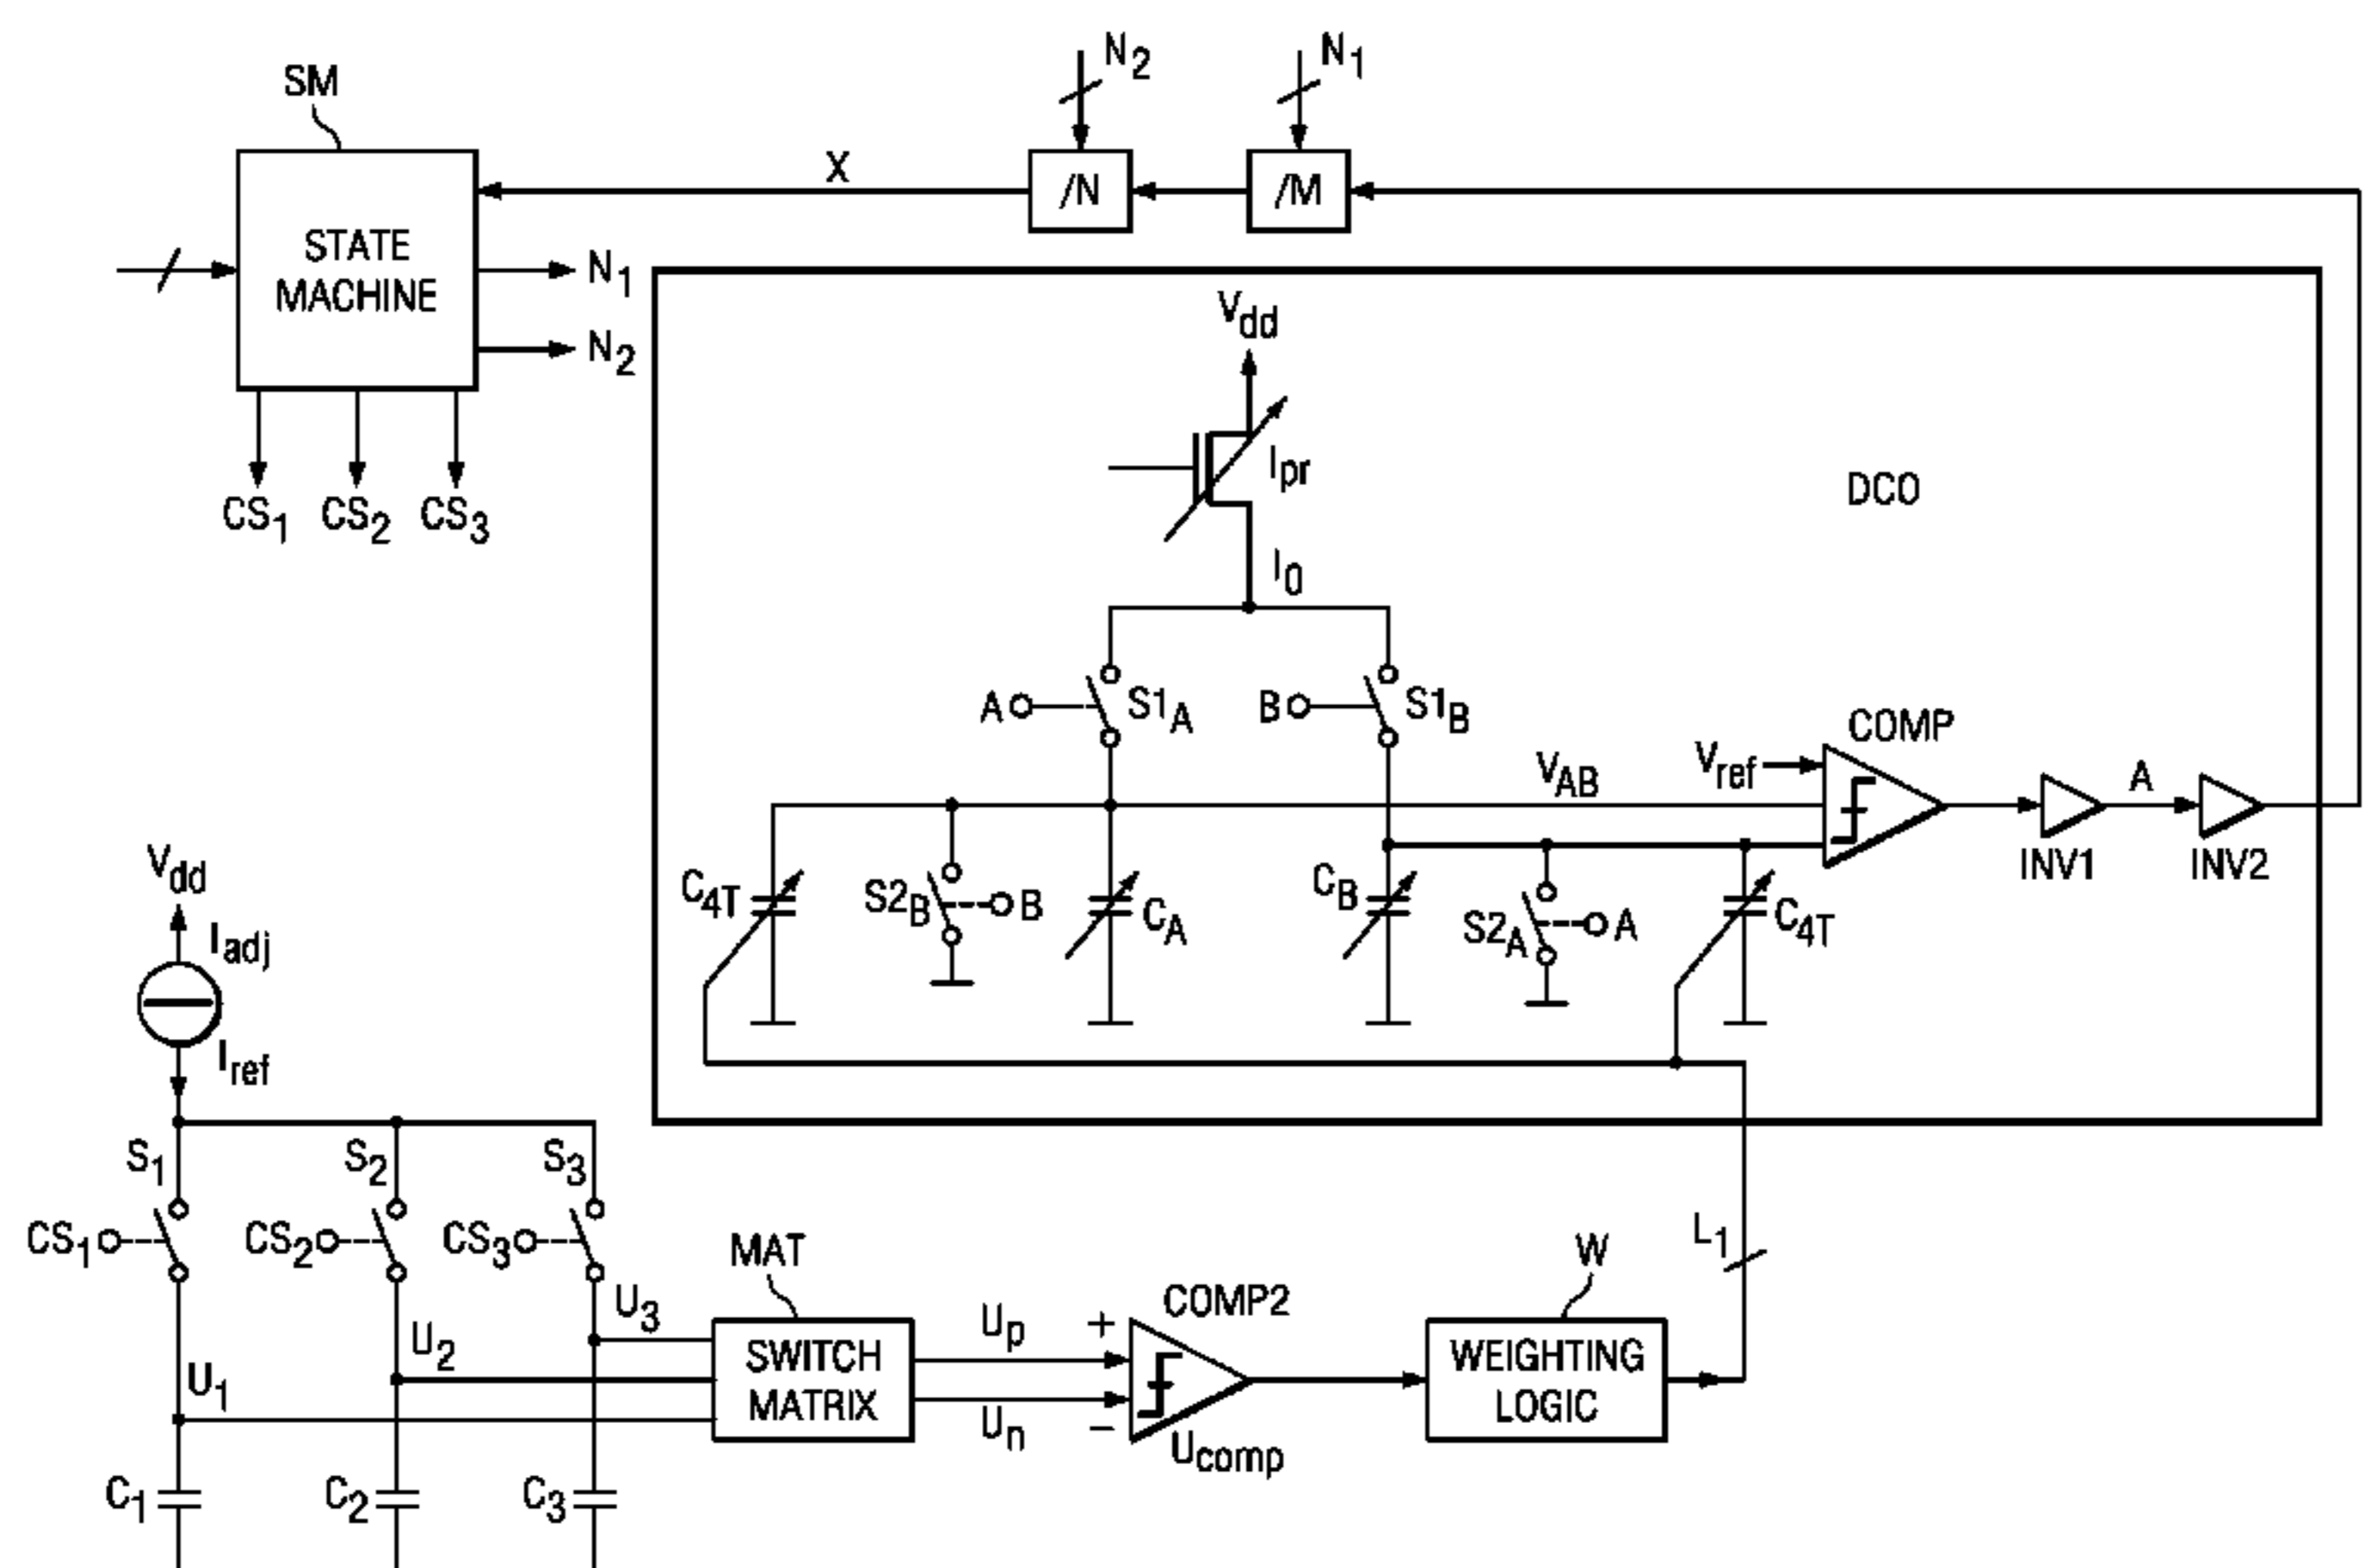 SM
N2
N1
X
/N
/M
STATE
MACHINE
N1
N2
CS1 CS2 CS3
Vdd
Ipr
DCO
I0
A
S1A
B
S1B
COMP
Vref
VAB
A
INV1
INV2
C4T
S2B
B
CA
CB
S2A
A
C4T
Vdd
Iadj
Iref
S1
S2
S3
CS1
CS2
CS3
MAT
COMP2
W
L1
U3
U2
U1
SWITCH
MATRIX
Up
+
Un
−
Ucomp
WEIGHTING
LOGIC
C1
C2
C3